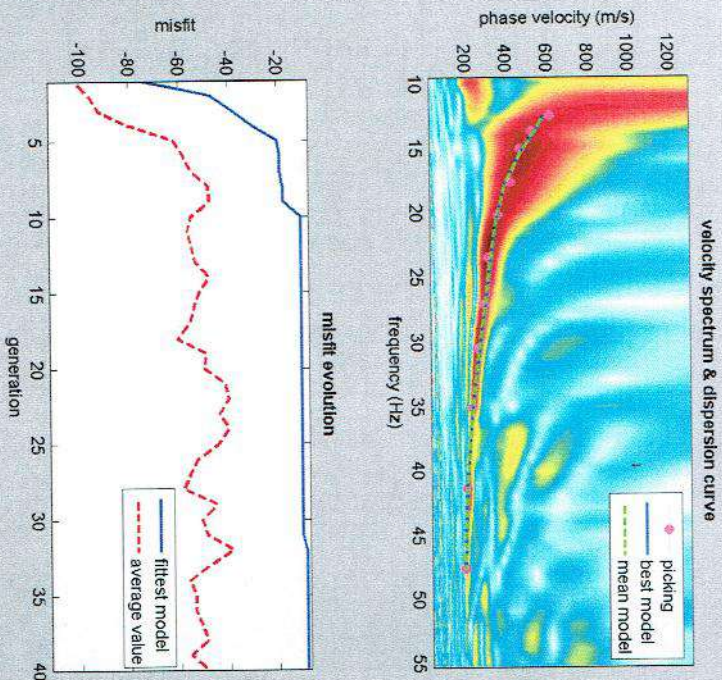 velocity spectrum & dispersion curve
phase velocity (m/s)
1200
1000
800
600
400
200
picking
best model
mean model
10 15 20 25 30 35 40 45 50 55
frequency (Hz)
misfit evolution
misfit
-20
-40
-60
-80
-100
fittest model
average value
5 10 15 20 25 30 35 40
generation